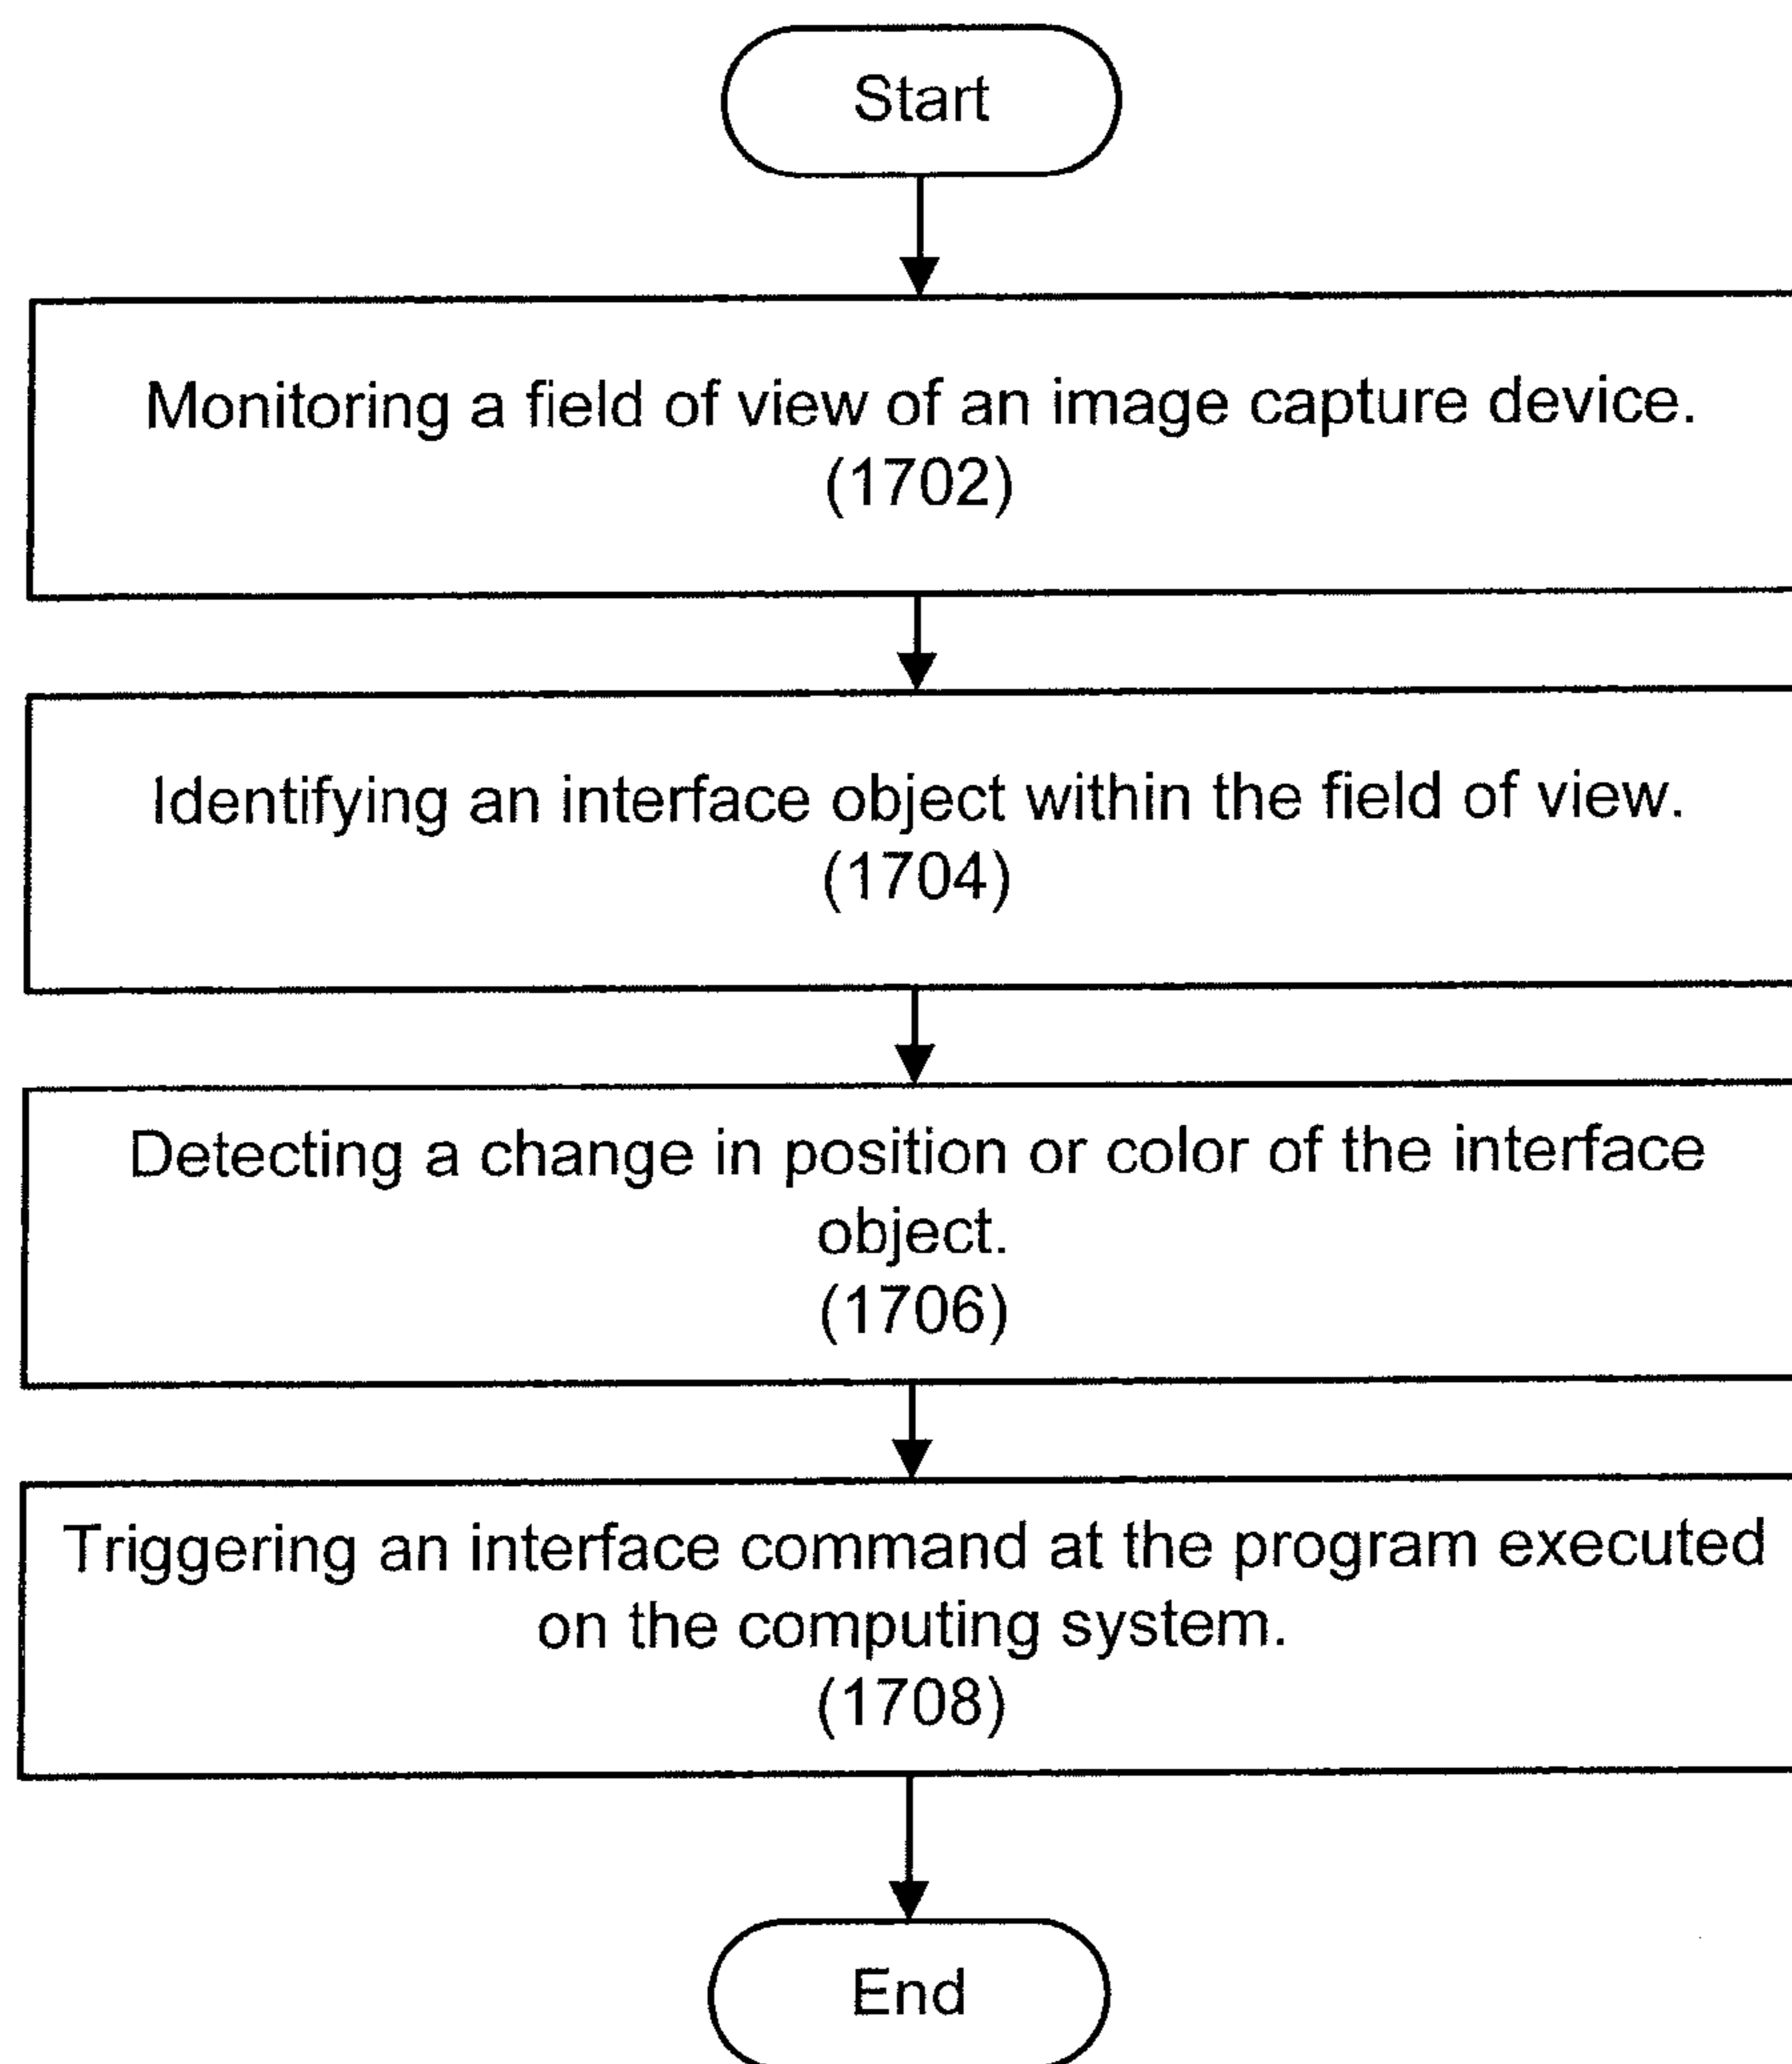 Start
Monitoring a field of view of an image capture device.
(1702)
Identifying an interface object within the field of view.
(1704)
Detecting a change in position or color of the interface
object.
(1706)
Triggering an interface command at the program executed
on the computing system.
(1708)
End